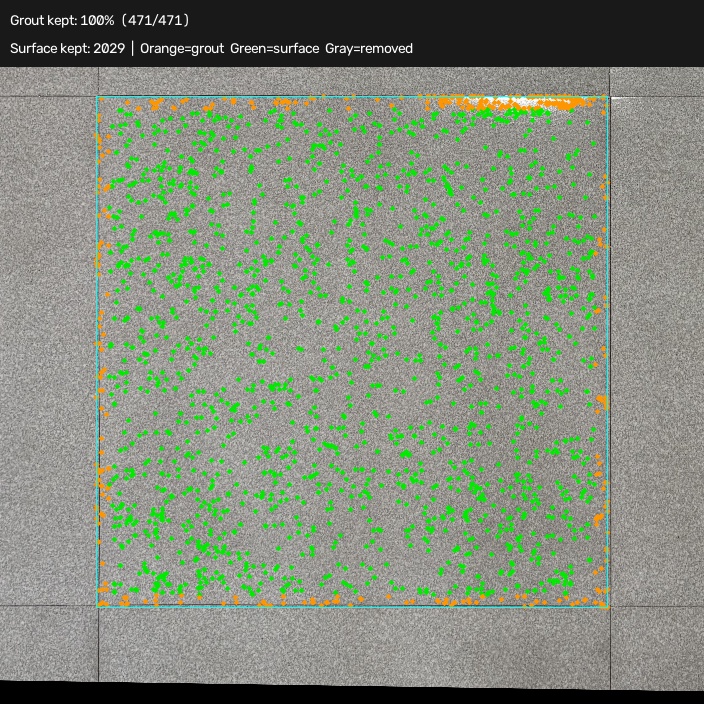 Grout kept: 100% (471/471)
Surface kept: 2029 | Orange=grout Green=surface Gray=removed